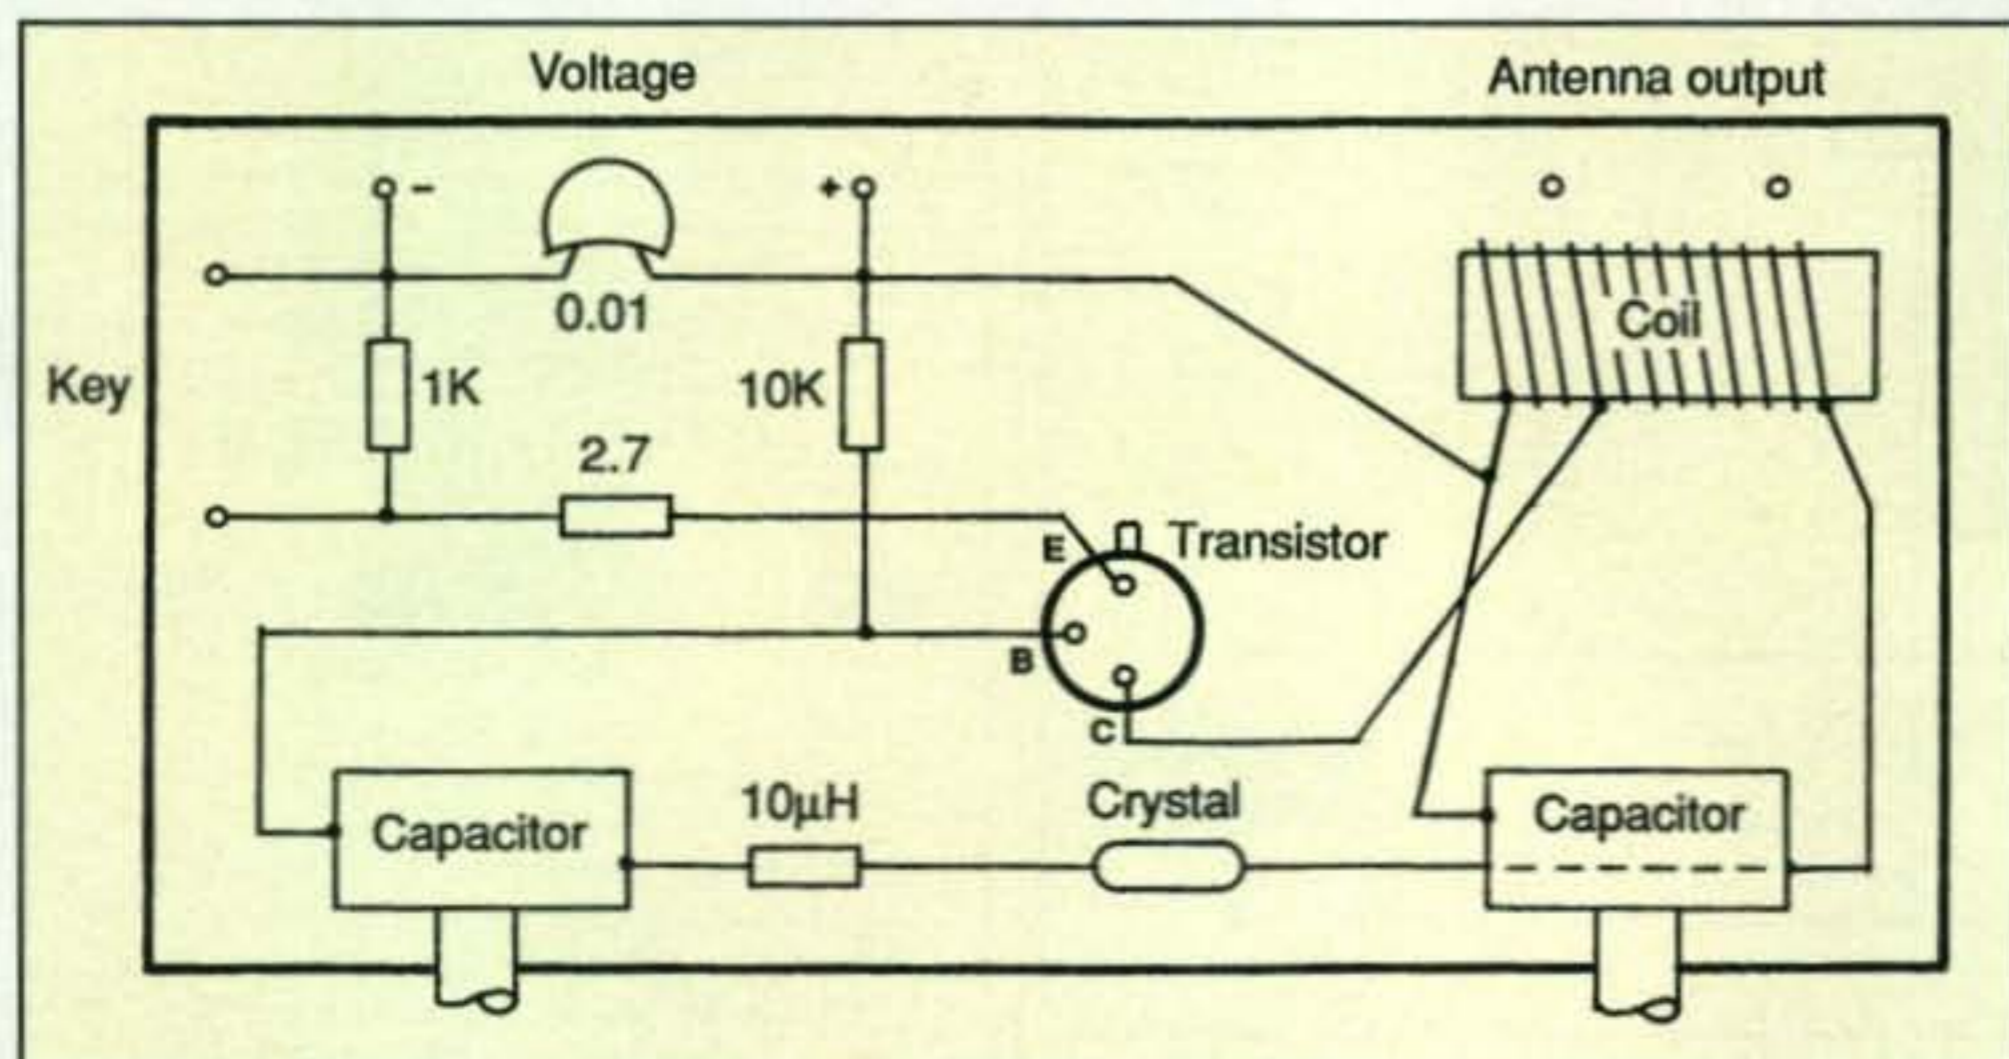 Voltage
Antenna output
-
+
0.01
Coil
Key
1K
10K
2.7
E
Transistor
B
C
Capacitor
10µH
Crystal
Capacitor